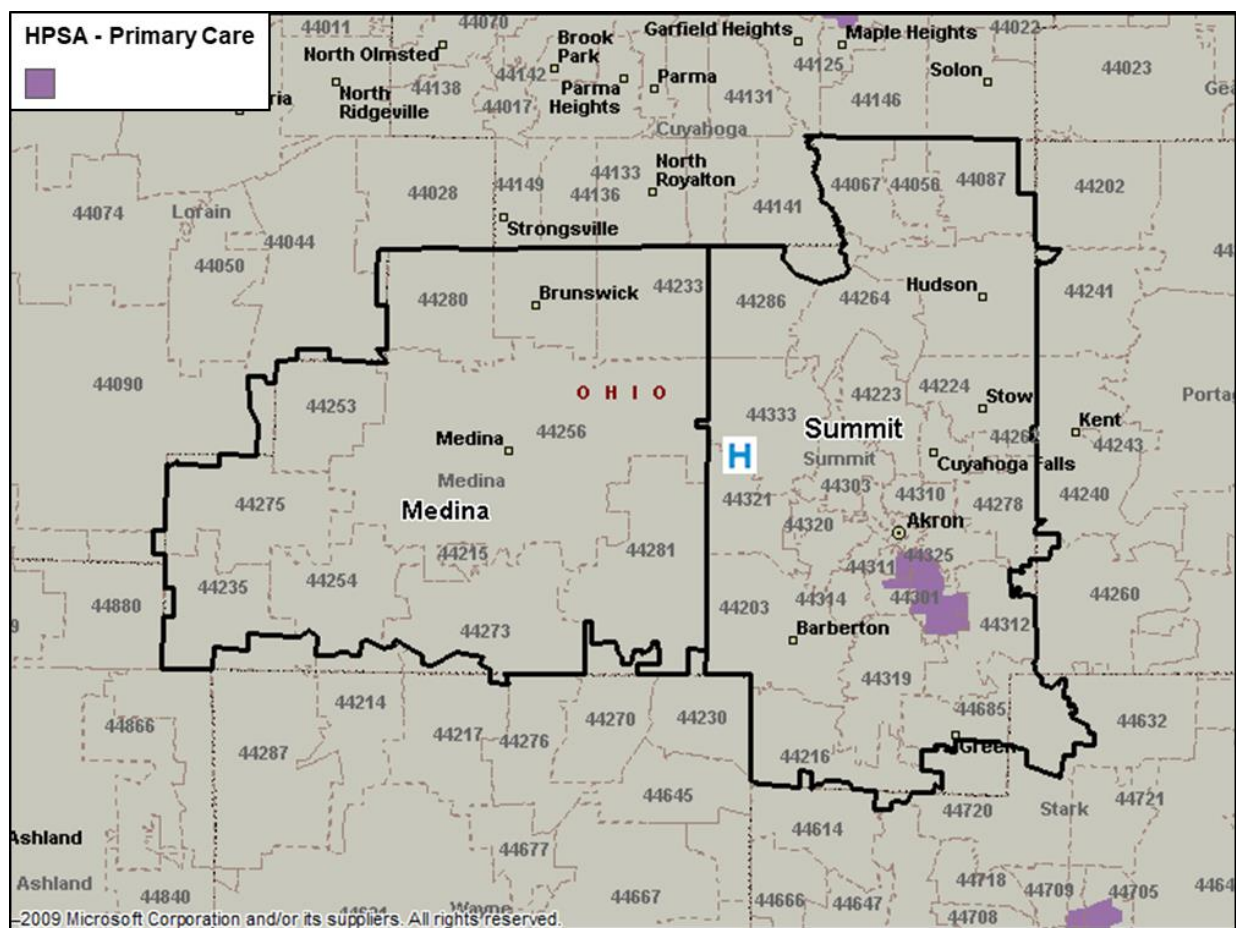 HPSA - Primary Care
44011
44070
Garfield Heights
Maple Heights
44022
North Olmsted
Brook
Park
44142
44125
Solon
44023
44138
Parma
North
Ridgeville
Parma
Heights
44017
44131
44146
Cuyahoga
44133
North
Royalton
44028
44149
44136
44067
44056
44087
44202
44074
Lorain
44141
Strongsville
44044
44050
44280
Brunswick
44233
44286
44264
Hudson
44241
44090
OHIO
44253
44256
44333
44223
44224
Stow
Medina
Summit
Kent
44243
H
Summit
Cuyahoga Falls
Medina
44275
Medina
44321
44303
44310
44278
44240
44320
Akron
44215
44281
44325
44235
44254
44311
44880
44203
44314
44301
44260
44273
Barberton
44312
44319
44214
44685
44866
44287
44217
44276
44270
44230
44632
44216
Green
44645
44720
Stark
44721
44614
Ashland
44677
Ashland
44840
44667
44666
44647
44718
44709
44705
44708
Wayne
2009 Microsoft Corporation and/or its suppliers. All rights reserved.